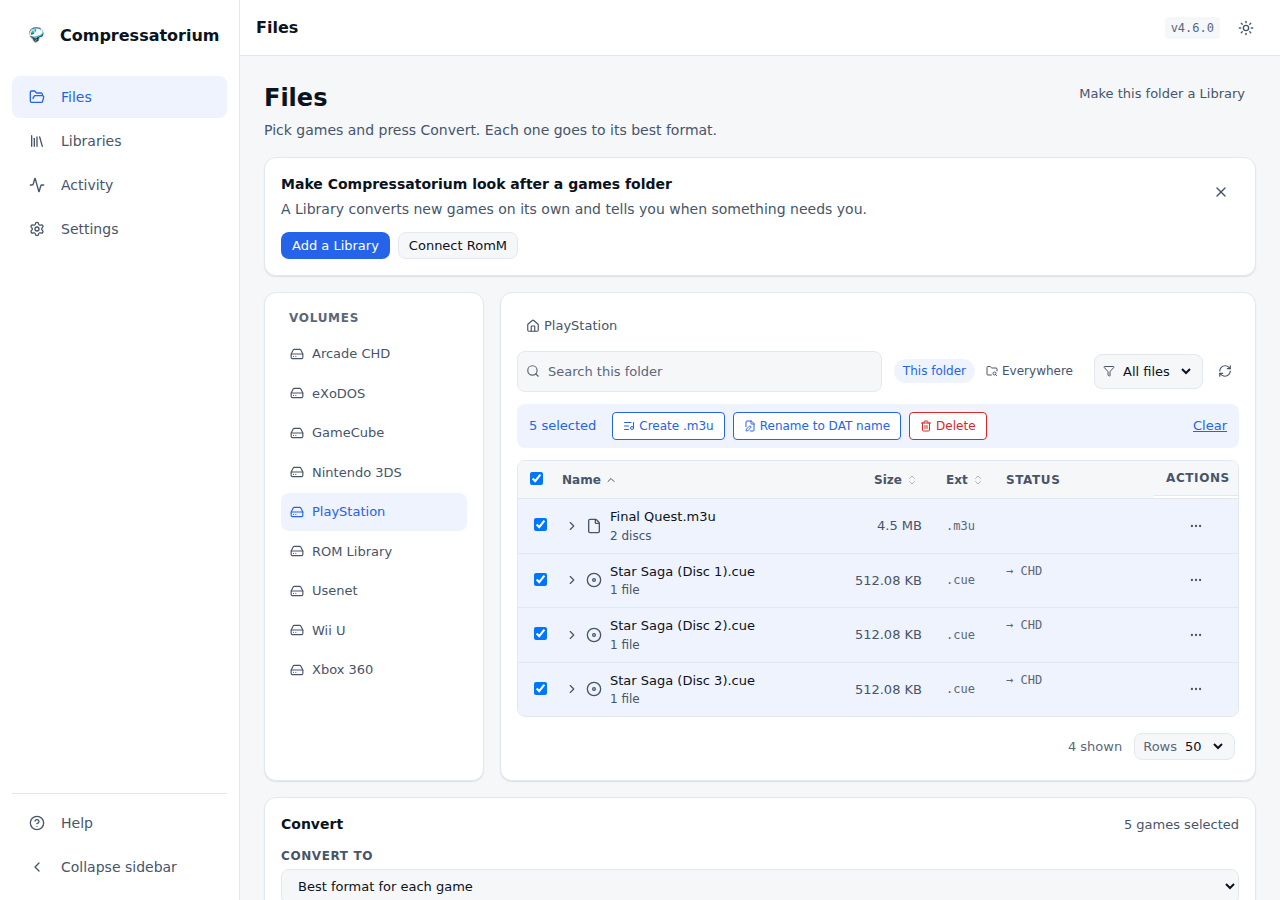 Compressatorium
Files
v4.6.0
Files
Libraries
Activity
Settings
Help
Collapse sidebar
Files
Make this folder a Library
Pick games and press Convert. Each one goes to its best format.
Make Compressatorium look after a games folder
A Library converts new games on its own and tells you when something needs you.
Add a Library
Connect RomM
VOLUMES
Arcade CHD
eXoDOS
GameCube
Nintendo 3DS
PlayStation
ROM Library
Usenet
Wii U
Xbox 360
PlayStation
Search this folder
This folder
Everywhere
All files
5 selected
Create .m3u
Rename to DAT name
Delete
Clear
Name
Size
Ext
STATUS
ACTIONS
Final Quest.m3u
2 discs
4.5 MB
.m3u
Star Saga (Disc 1).cue
1 file
512.08 KB
.cue
→ CHD
Star Saga (Disc 2).cue
1 file
512.08 KB
.cue
→ CHD
Star Saga (Disc 3).cue
1 file
512.08 KB
.cue
→ CHD
4 shown
Rows 50
Convert
5 games selected
CONVERT TO
Best format for each game